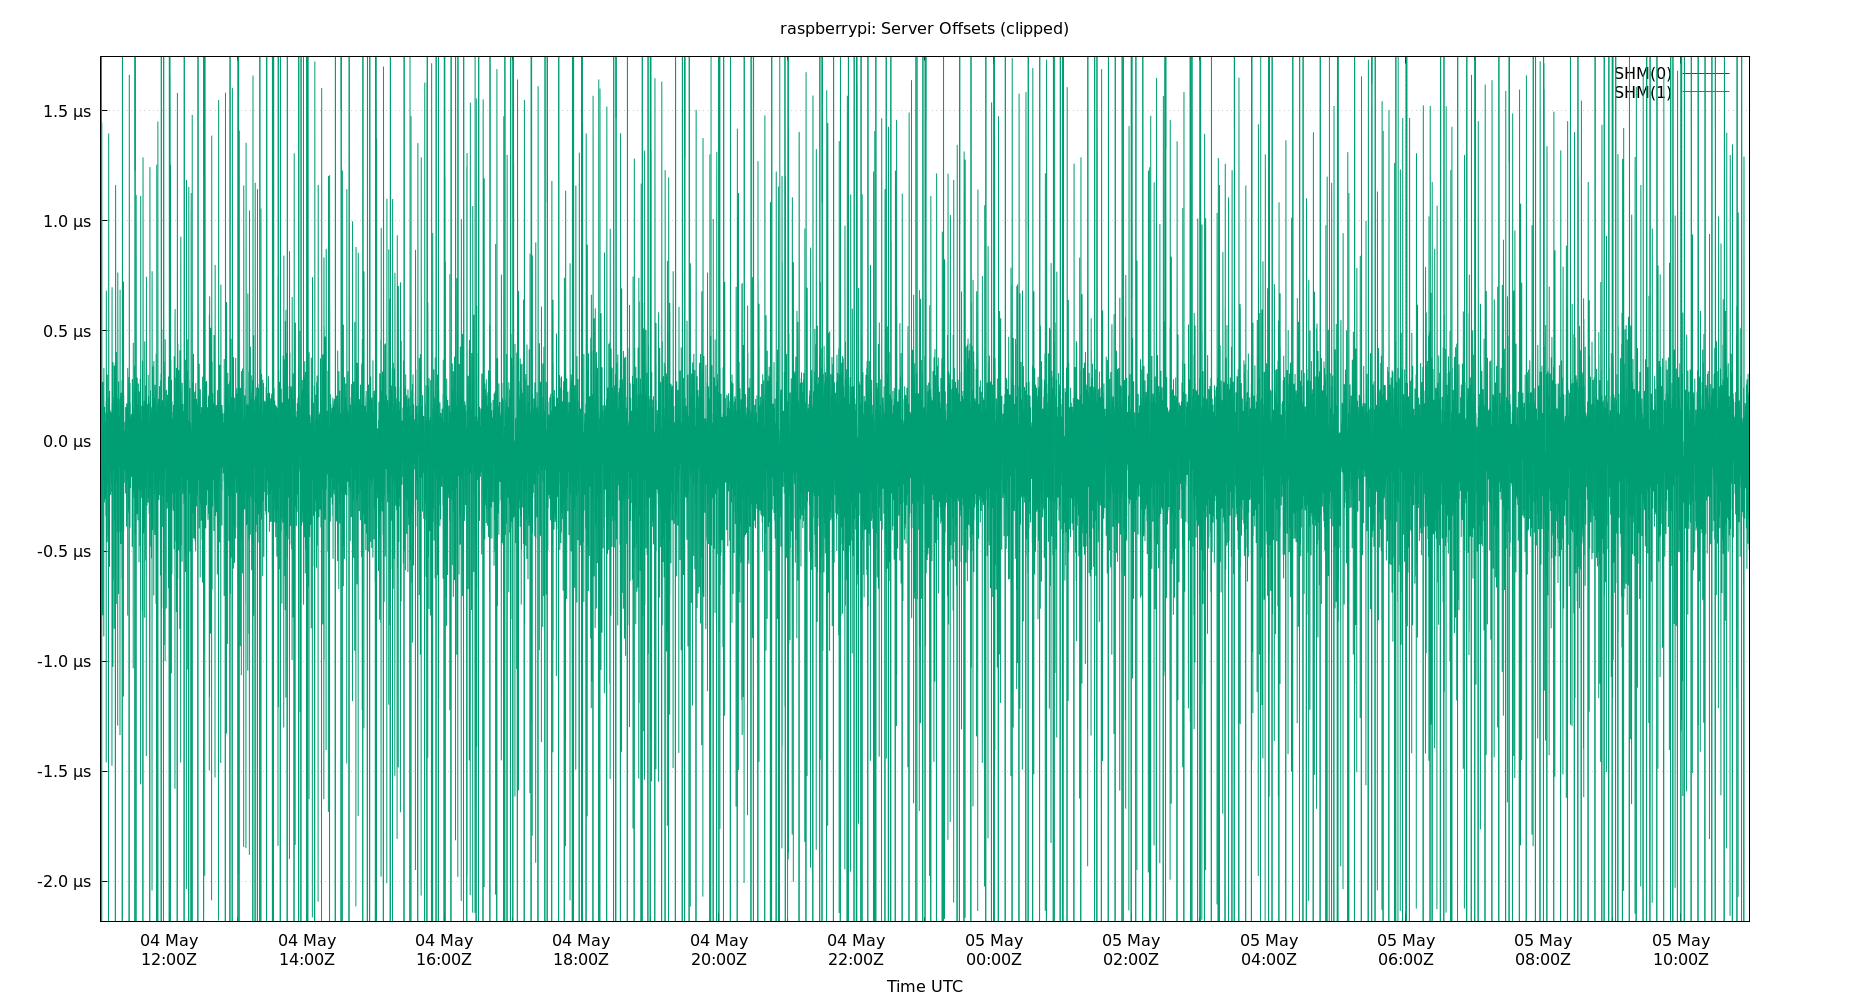 raspberrypi: Server Offsets (clipped)
SHM(0)
SHM(1)
1.5 µs
1.0 µs
0.5 µs
0.0 µs
-0.5 µs
-1.0 µs
-1.5 µs
-2.0 µs
04 May 04 May 04 May 04 May 04 May 04 May 05 May 05 May 05 May 05 May 05 May 05 May
12:00Z 14:00Z 16:00Z 18:00Z 20:00Z 22:00Z 00:00Z 02:00Z 04:00Z 06:00Z 08:00Z 10:00Z
Time UTC